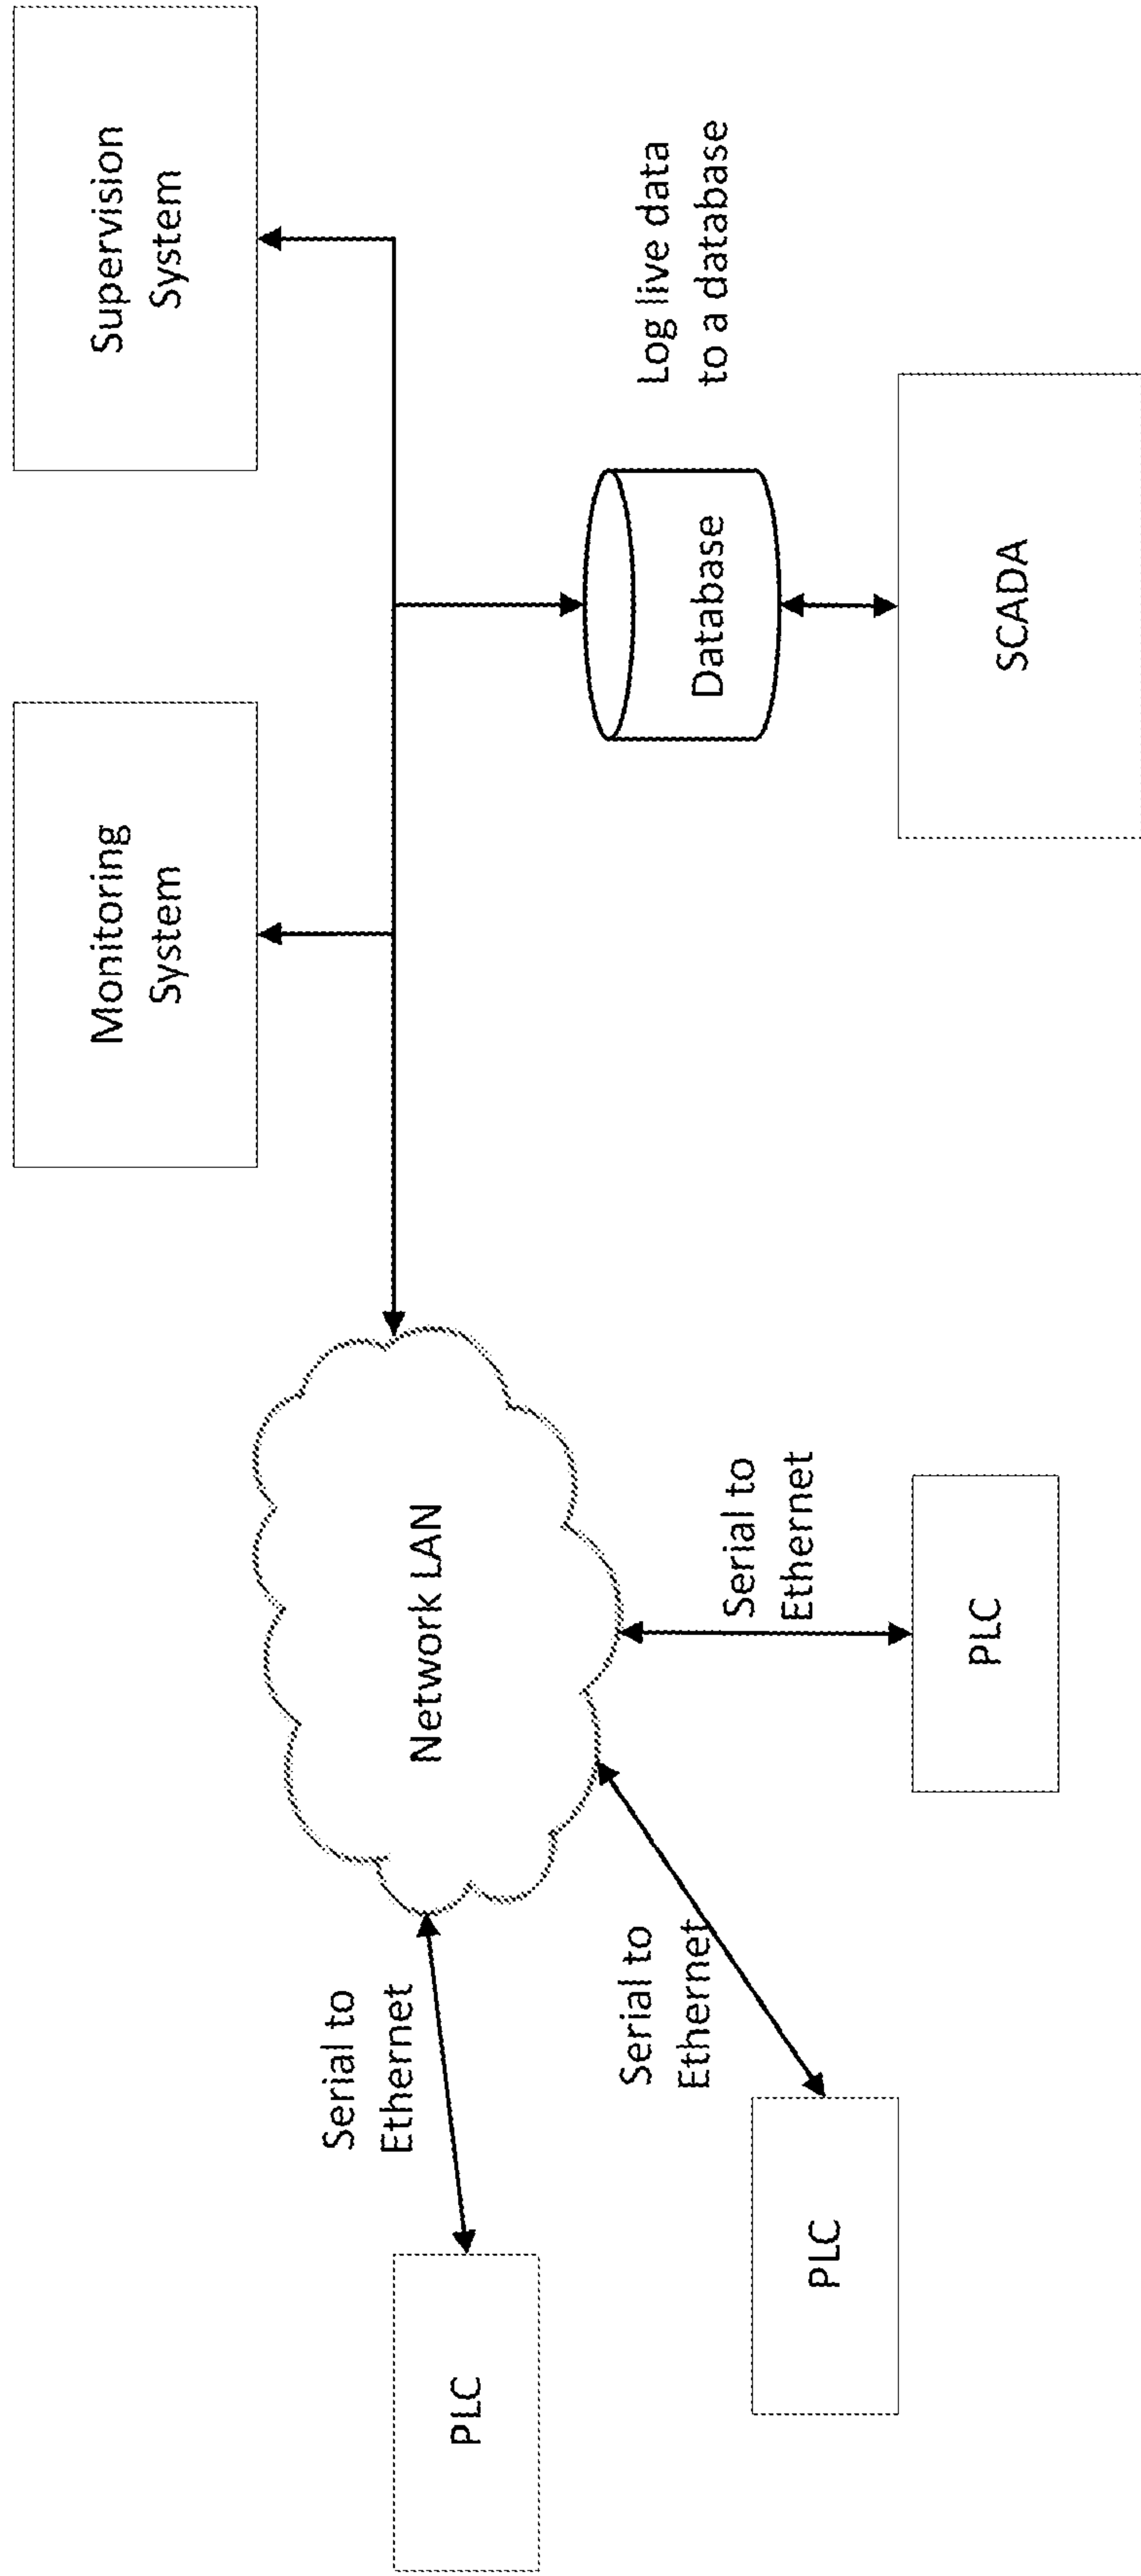 Monitoring
System
Supervision
System
Network LAN
Serial to
Ethernet
PLC
Serial to
Ethernet
PLC
Serial to
Ethernet
PLC
Database
Log live data
to a database
SCADA